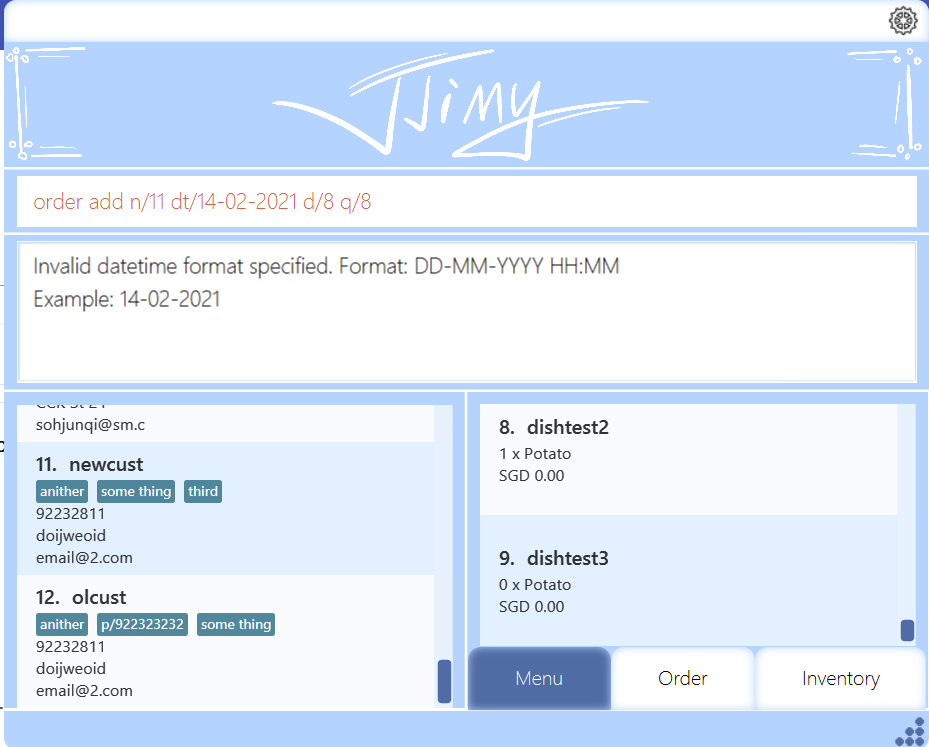 JJimy
order add n/11 dt/14-02-2021 d/8 q/8
Invalid datetime format specified. Format: DD-MM-YYYY HH:MM
Example: 14-02-2021
sohjunqi@sm.c
11. newcust
anither some thing third
92232811
doijweoid
email@2.com
12. olcust
anither p/922323232 some thing
92232811
doijweoid
email@2.com
8. dishtest2
1 x Potato
SGD 0.00
9. dishtest3
0 x Potato
SGD 0.00
Menu Order Inventory